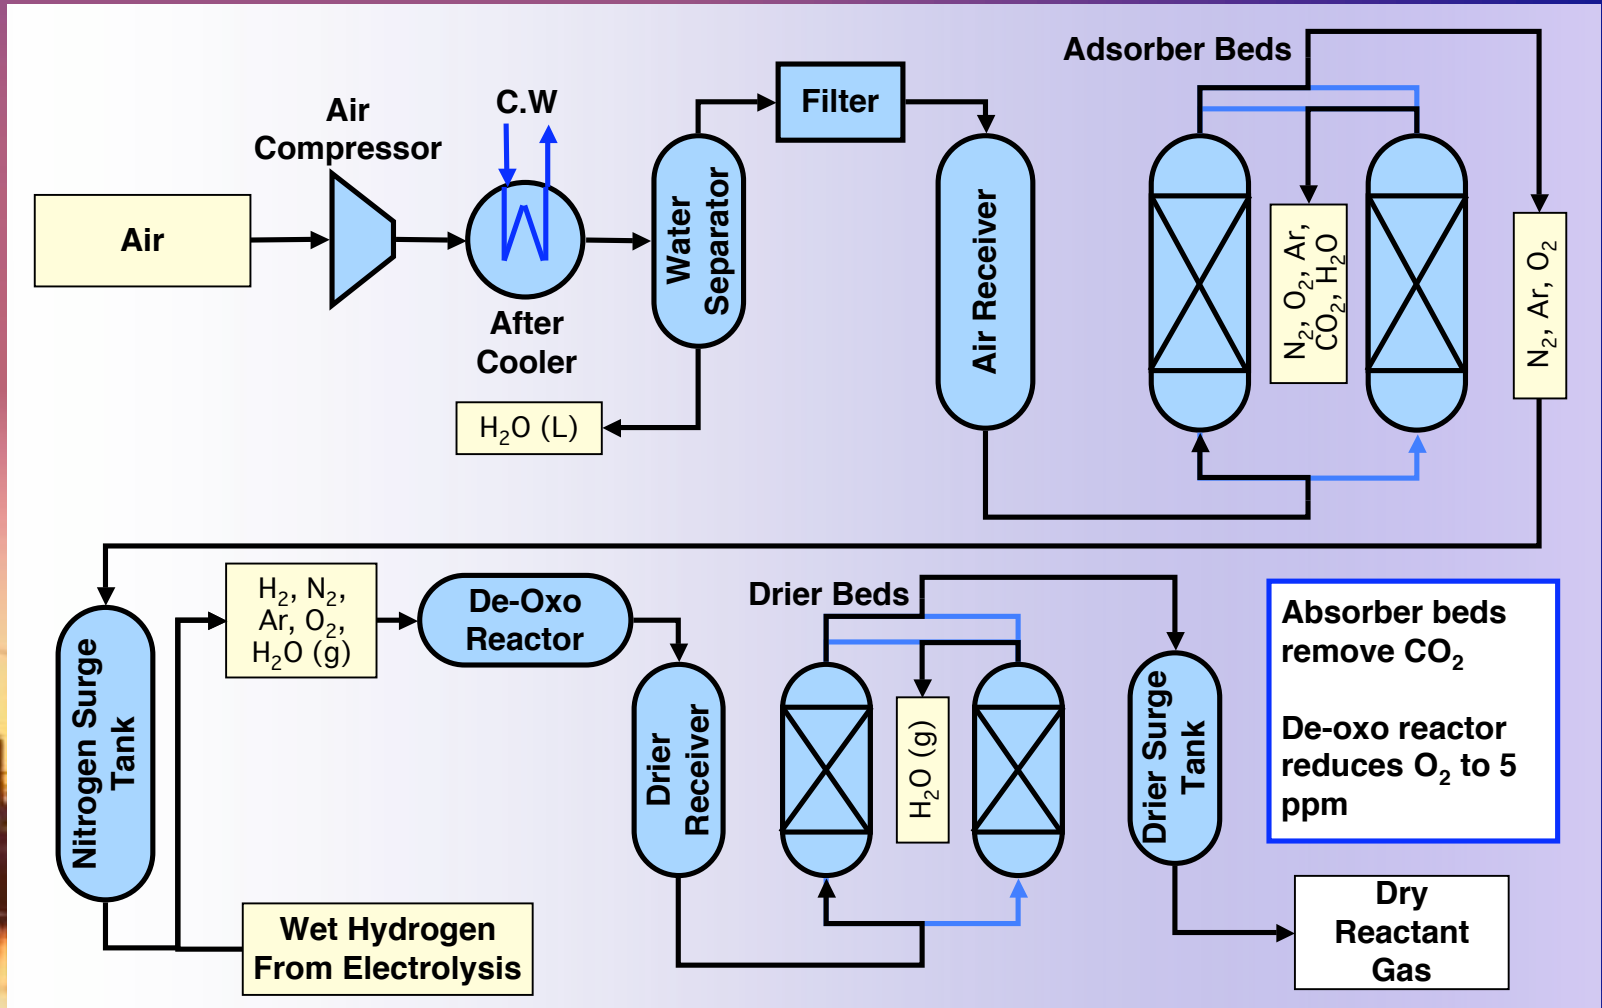 Adsorber Beds
C.W
Air
Compressor
Filter
Air
Water
Separator
Air Receiver
N₂, O₂, Ar,
CO₂, H₂O
N₂, Ar, O₂
After
Cooler
H₂O (L)
H₂, N₂,
Ar, O₂,
H₂O (g)
De-Oxo
Reactor
Drier Beds
Absorber beds
remove CO₂
De-oxo reactor
reduces O₂ to 5
ppm
Nitrogen Surge
Tank
Drier
Receiver
H₂O (g)
Drier Surge
Tank
Wet Hydrogen
From Electrolysis
Dry
Reactant
Gas